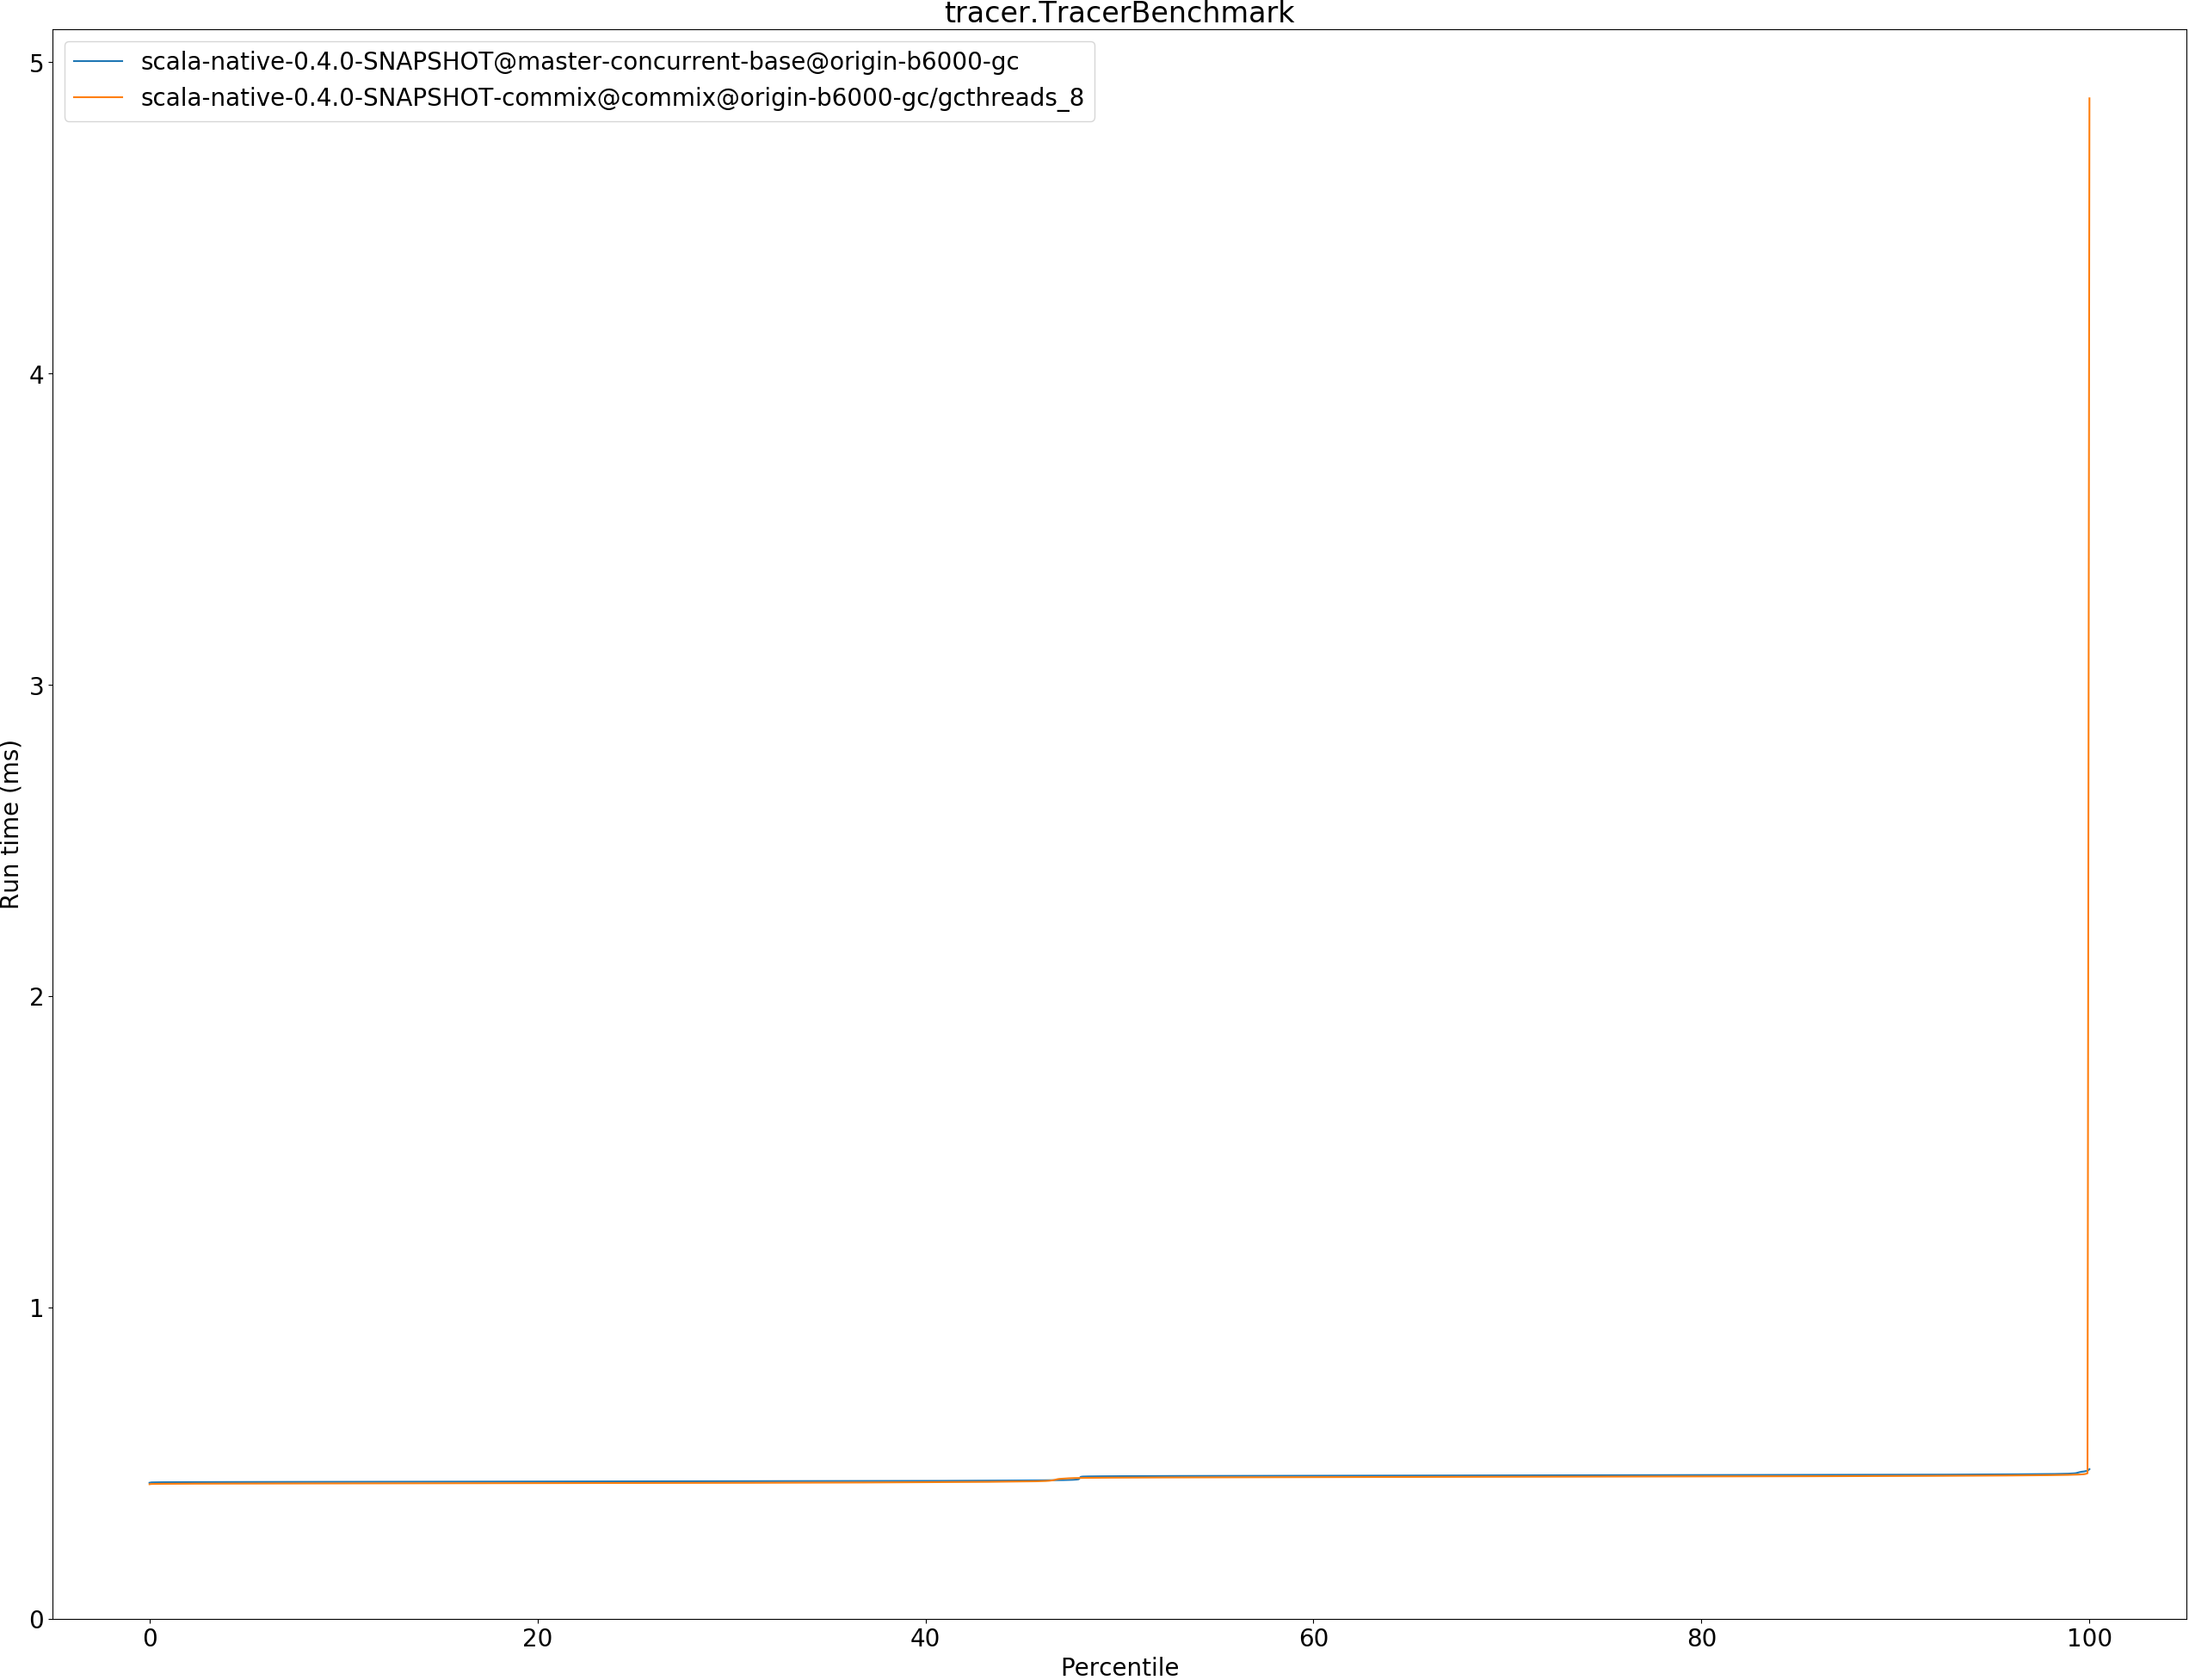 tracer.TracerBenchmark
scala-native-0.4.0-SNAPSHOT@master-concurrent-base@origin-b6000-gc
scala-native-0.4.0-SNAPSHOT-commix@commix@origin-b6000-gc/gcthreads_8
5
4
3
2
1
0
Run time (ms)
0 20 40 60 80 100
Percentile